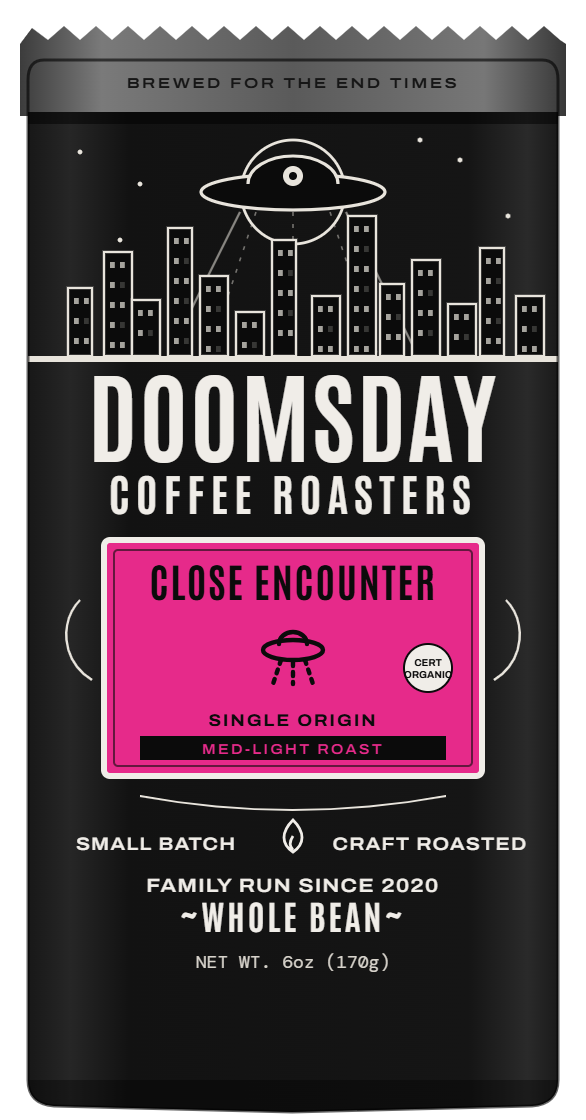 BREWED FOR THE END TIMES
DOOMSDAY
COFFEE ROASTERS
CLOSE ENCOUNTER
CERT
ORGANIC
SINGLE ORIGIN
MED-LIGHT ROAST
SMALL BATCH CRAFT ROASTED
FAMILY RUN SINCE 2020
~WHOLE BEAN~
NET WT. 6oz (170g)